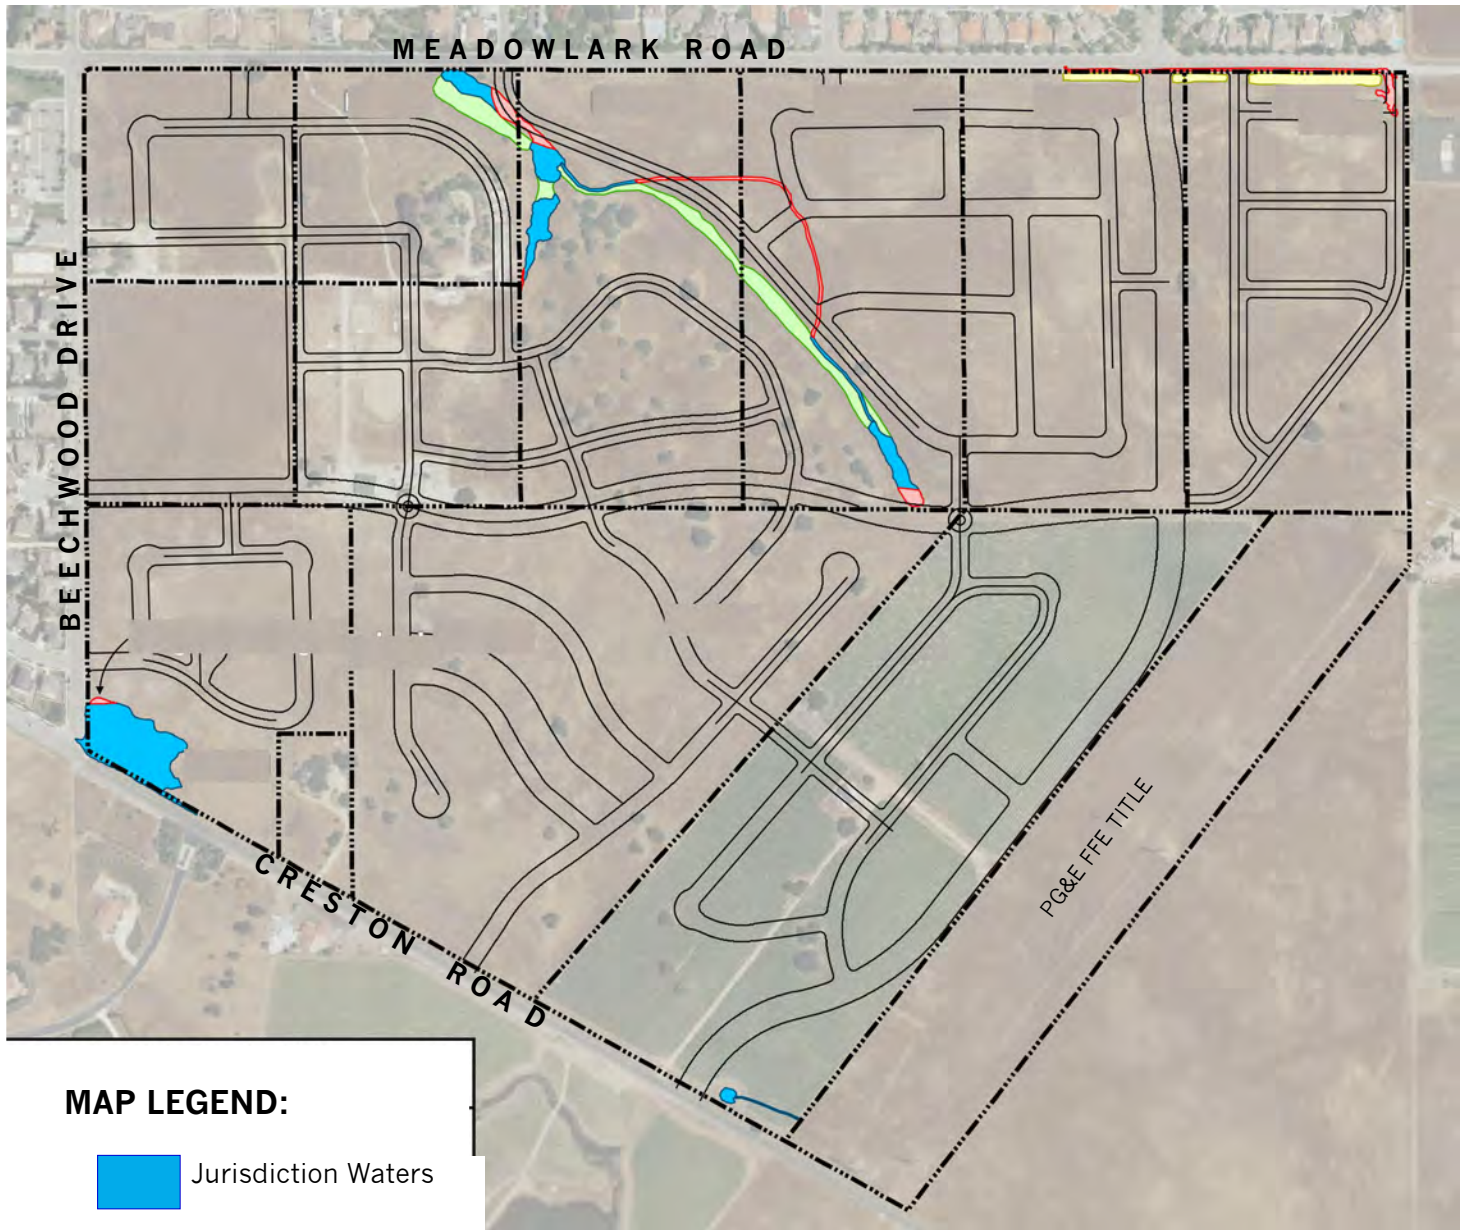 MEADOWLARK ROAD
BEECHWOOD DRIVE
PG&E FFE TITLE
CRESTON ROAD
MAP LEGEND:
Jurisdiction Waters